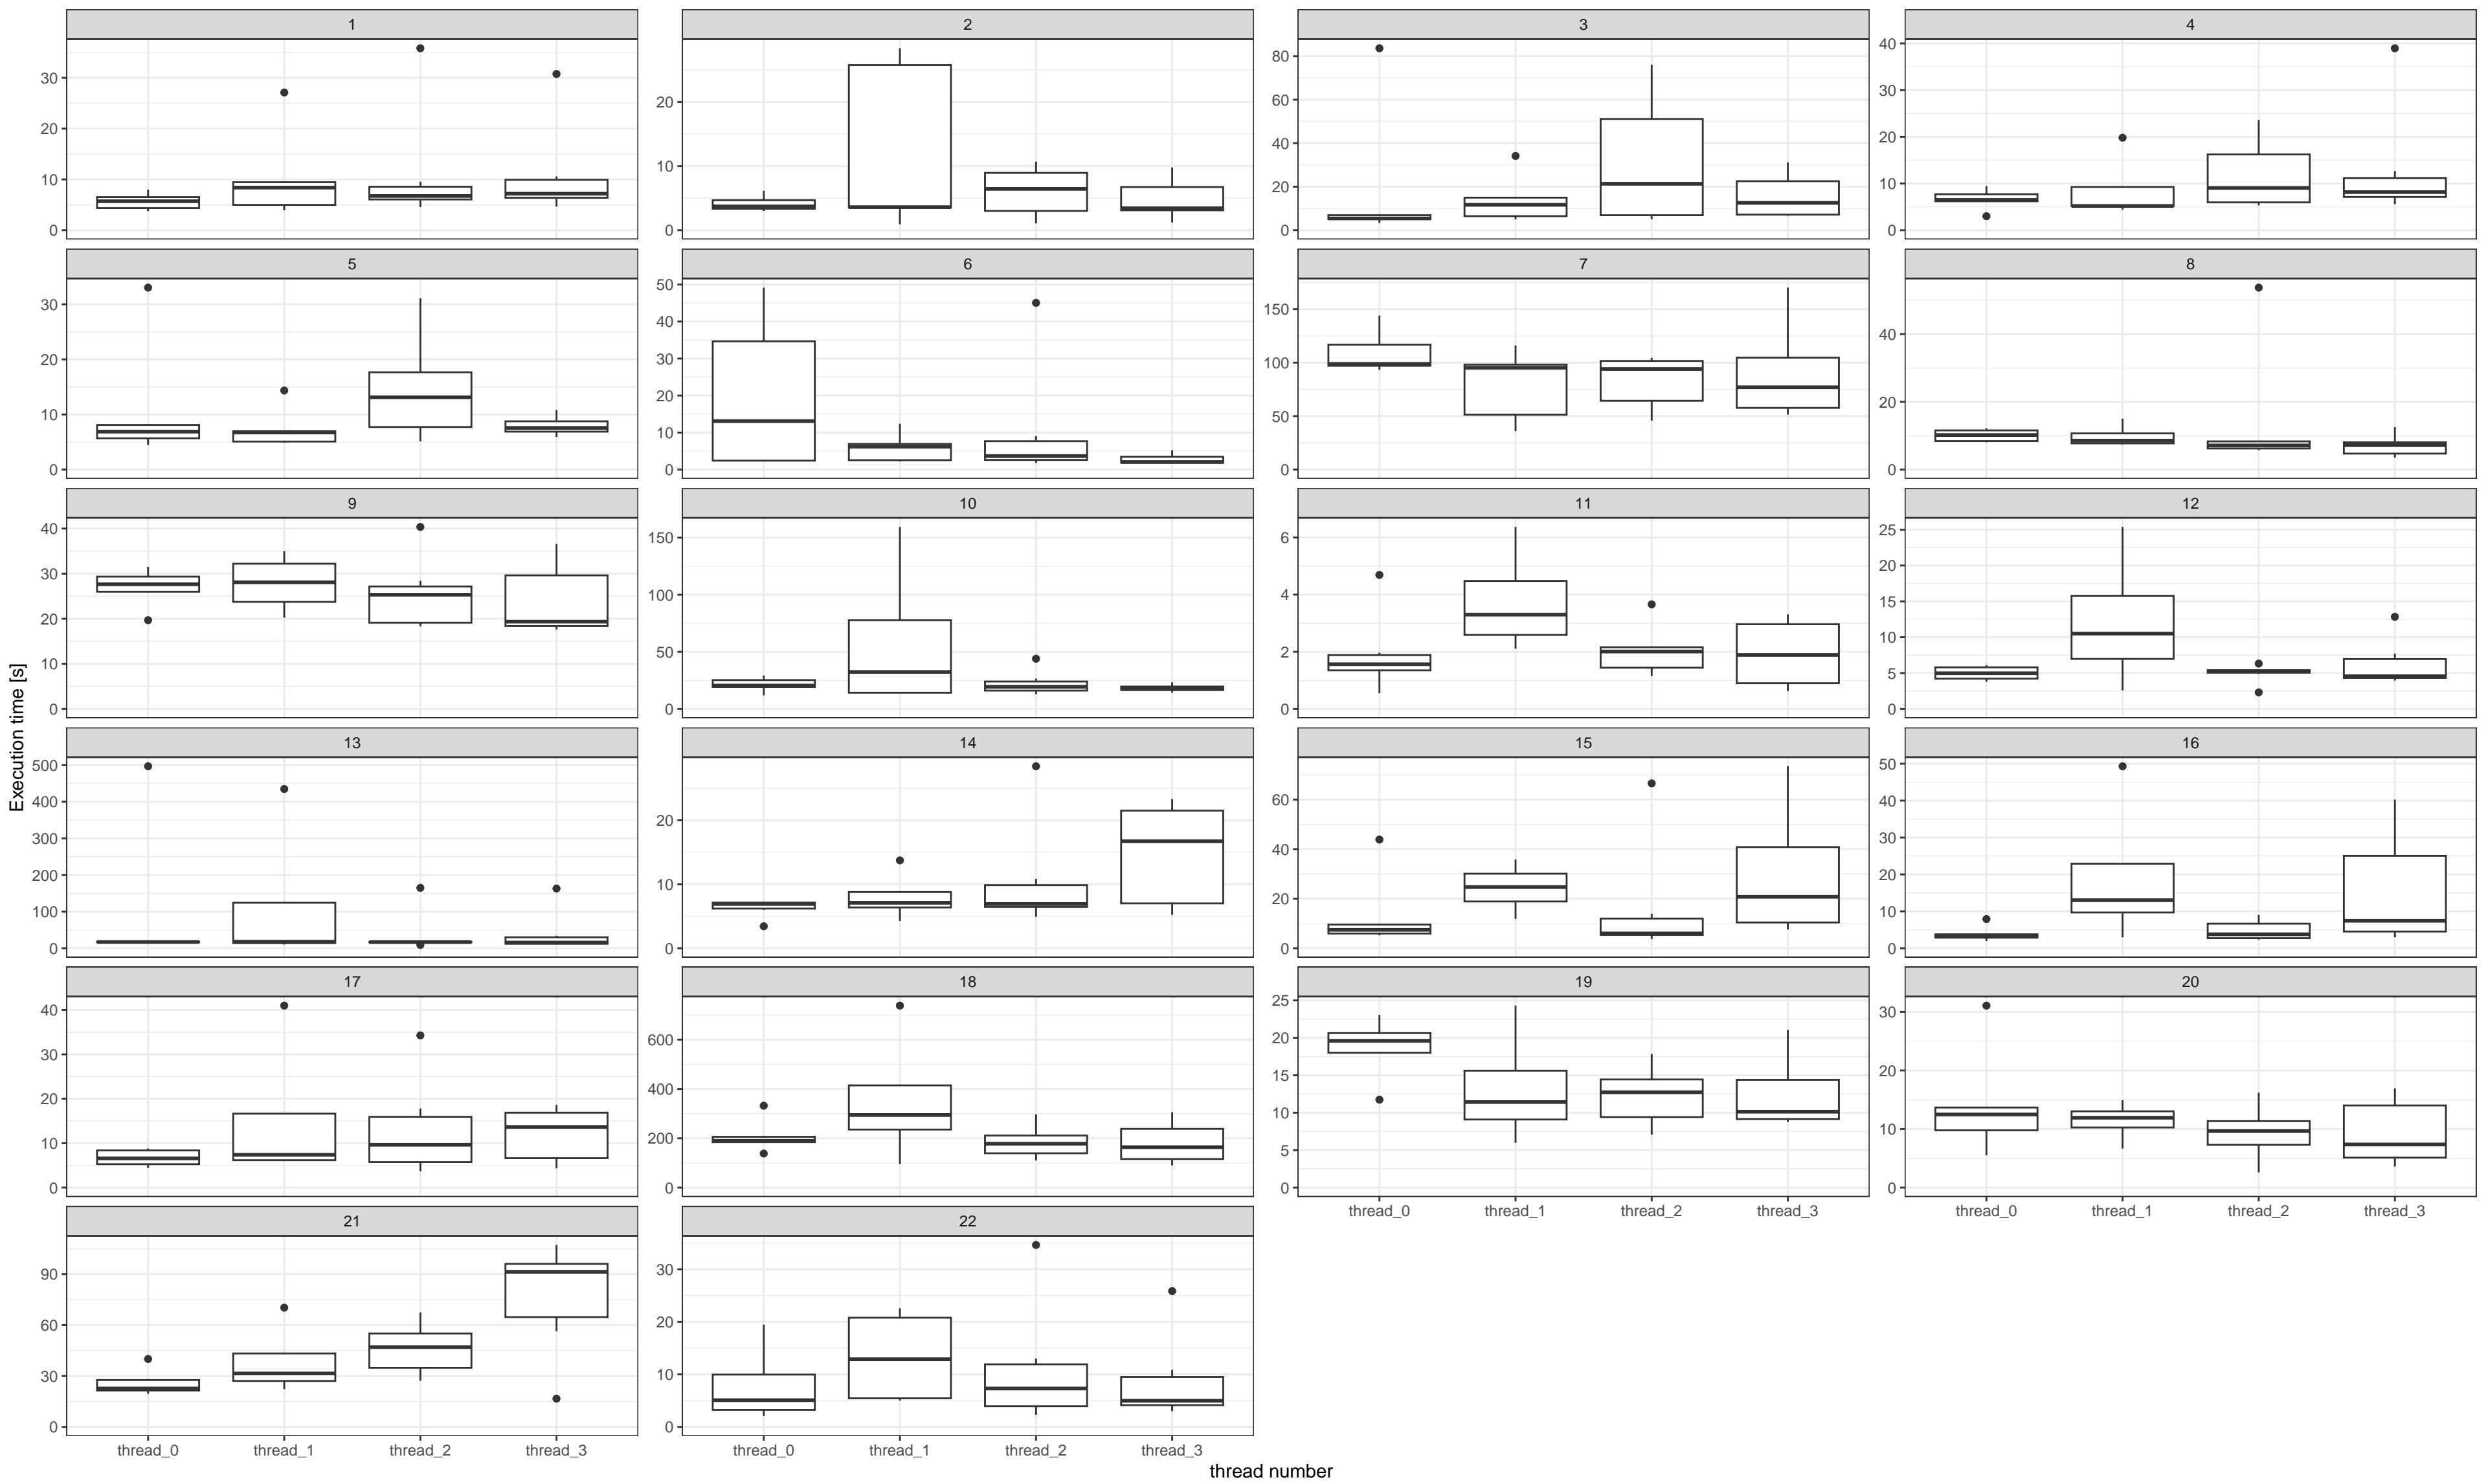 1 2 3 4
30 20 10 0
20 10 0
80 60 40 20 0
40 30 20 10 0
5 6 7 8
30 20 10 0
50 40 30 20 10 0
150 100 50 0
40 20 0
9 10 11 12
40 30 20 10 0
150 100 50 0
6 4 2 0
25 20 15 10 5 0
Execution time [s]
13 14 15 16
500 400 300 200 100 0
20 10 0
60 40 20 0
50 40 30 20 10 0
17 18 19 20
40 30 20 10 0
600 400 200 0
25 20 15 10 5 0
30 20 10 0
thread_0 thread_1 thread_2 thread_3
thread_0 thread_1 thread_2 thread_3
21 22
90 60 30 0
30 20 10 0
thread_0 thread_1 thread_2 thread_3
thread_0 thread_1 thread_2 thread_3
thread number